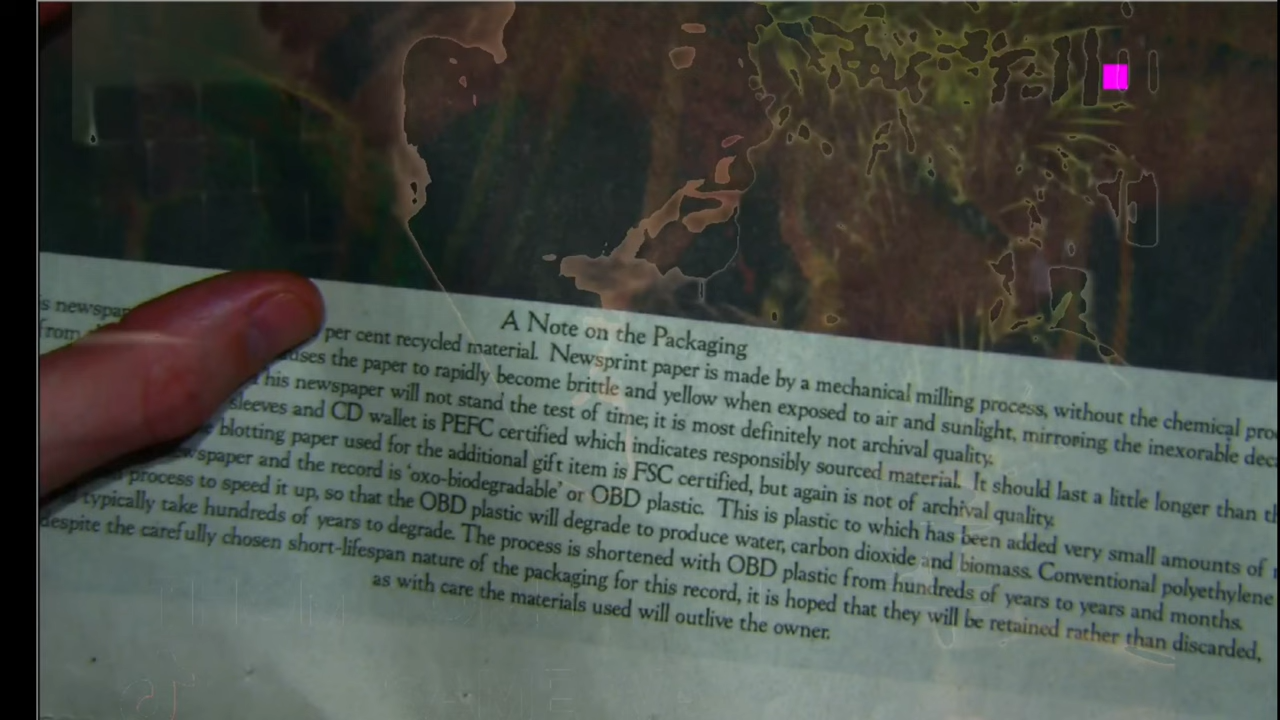 A Note on the Packaging
s newspap per cent recycled material. Newsprint paper is made by a mechanical milling process, without the chemical pro
from uses the paper to rapidly become brittle and yellow when exposed to air and sunlight, mirroring the inexorable dec
This newspaper will not stand the test of time; it is most definitely not archival quality.
sleeves and CD wallet is PEFC certified which indicates responsibly sourced material. It should last a little longer than th
blotting paper used for the additional gift item is FSC certified, but again is not of archival quality.
wspaper and the record is 'oxo-biodegradable' or OBD plastic. This is plastic to which has been added very small amounts of
process to speed it up, so that the OBD plastic will degrade to produce water, carbon dioxide and biomass. Conventional polyethylene
typically take hundreds of years to degrade. The process is shortened with OBD plastic from hundreds of years to years and months.
despite the carefully chosen short-lifespan nature of the packaging for this record, it is hoped that they will be retained rather than discarded,
as with care the materials used will outlive the owner.